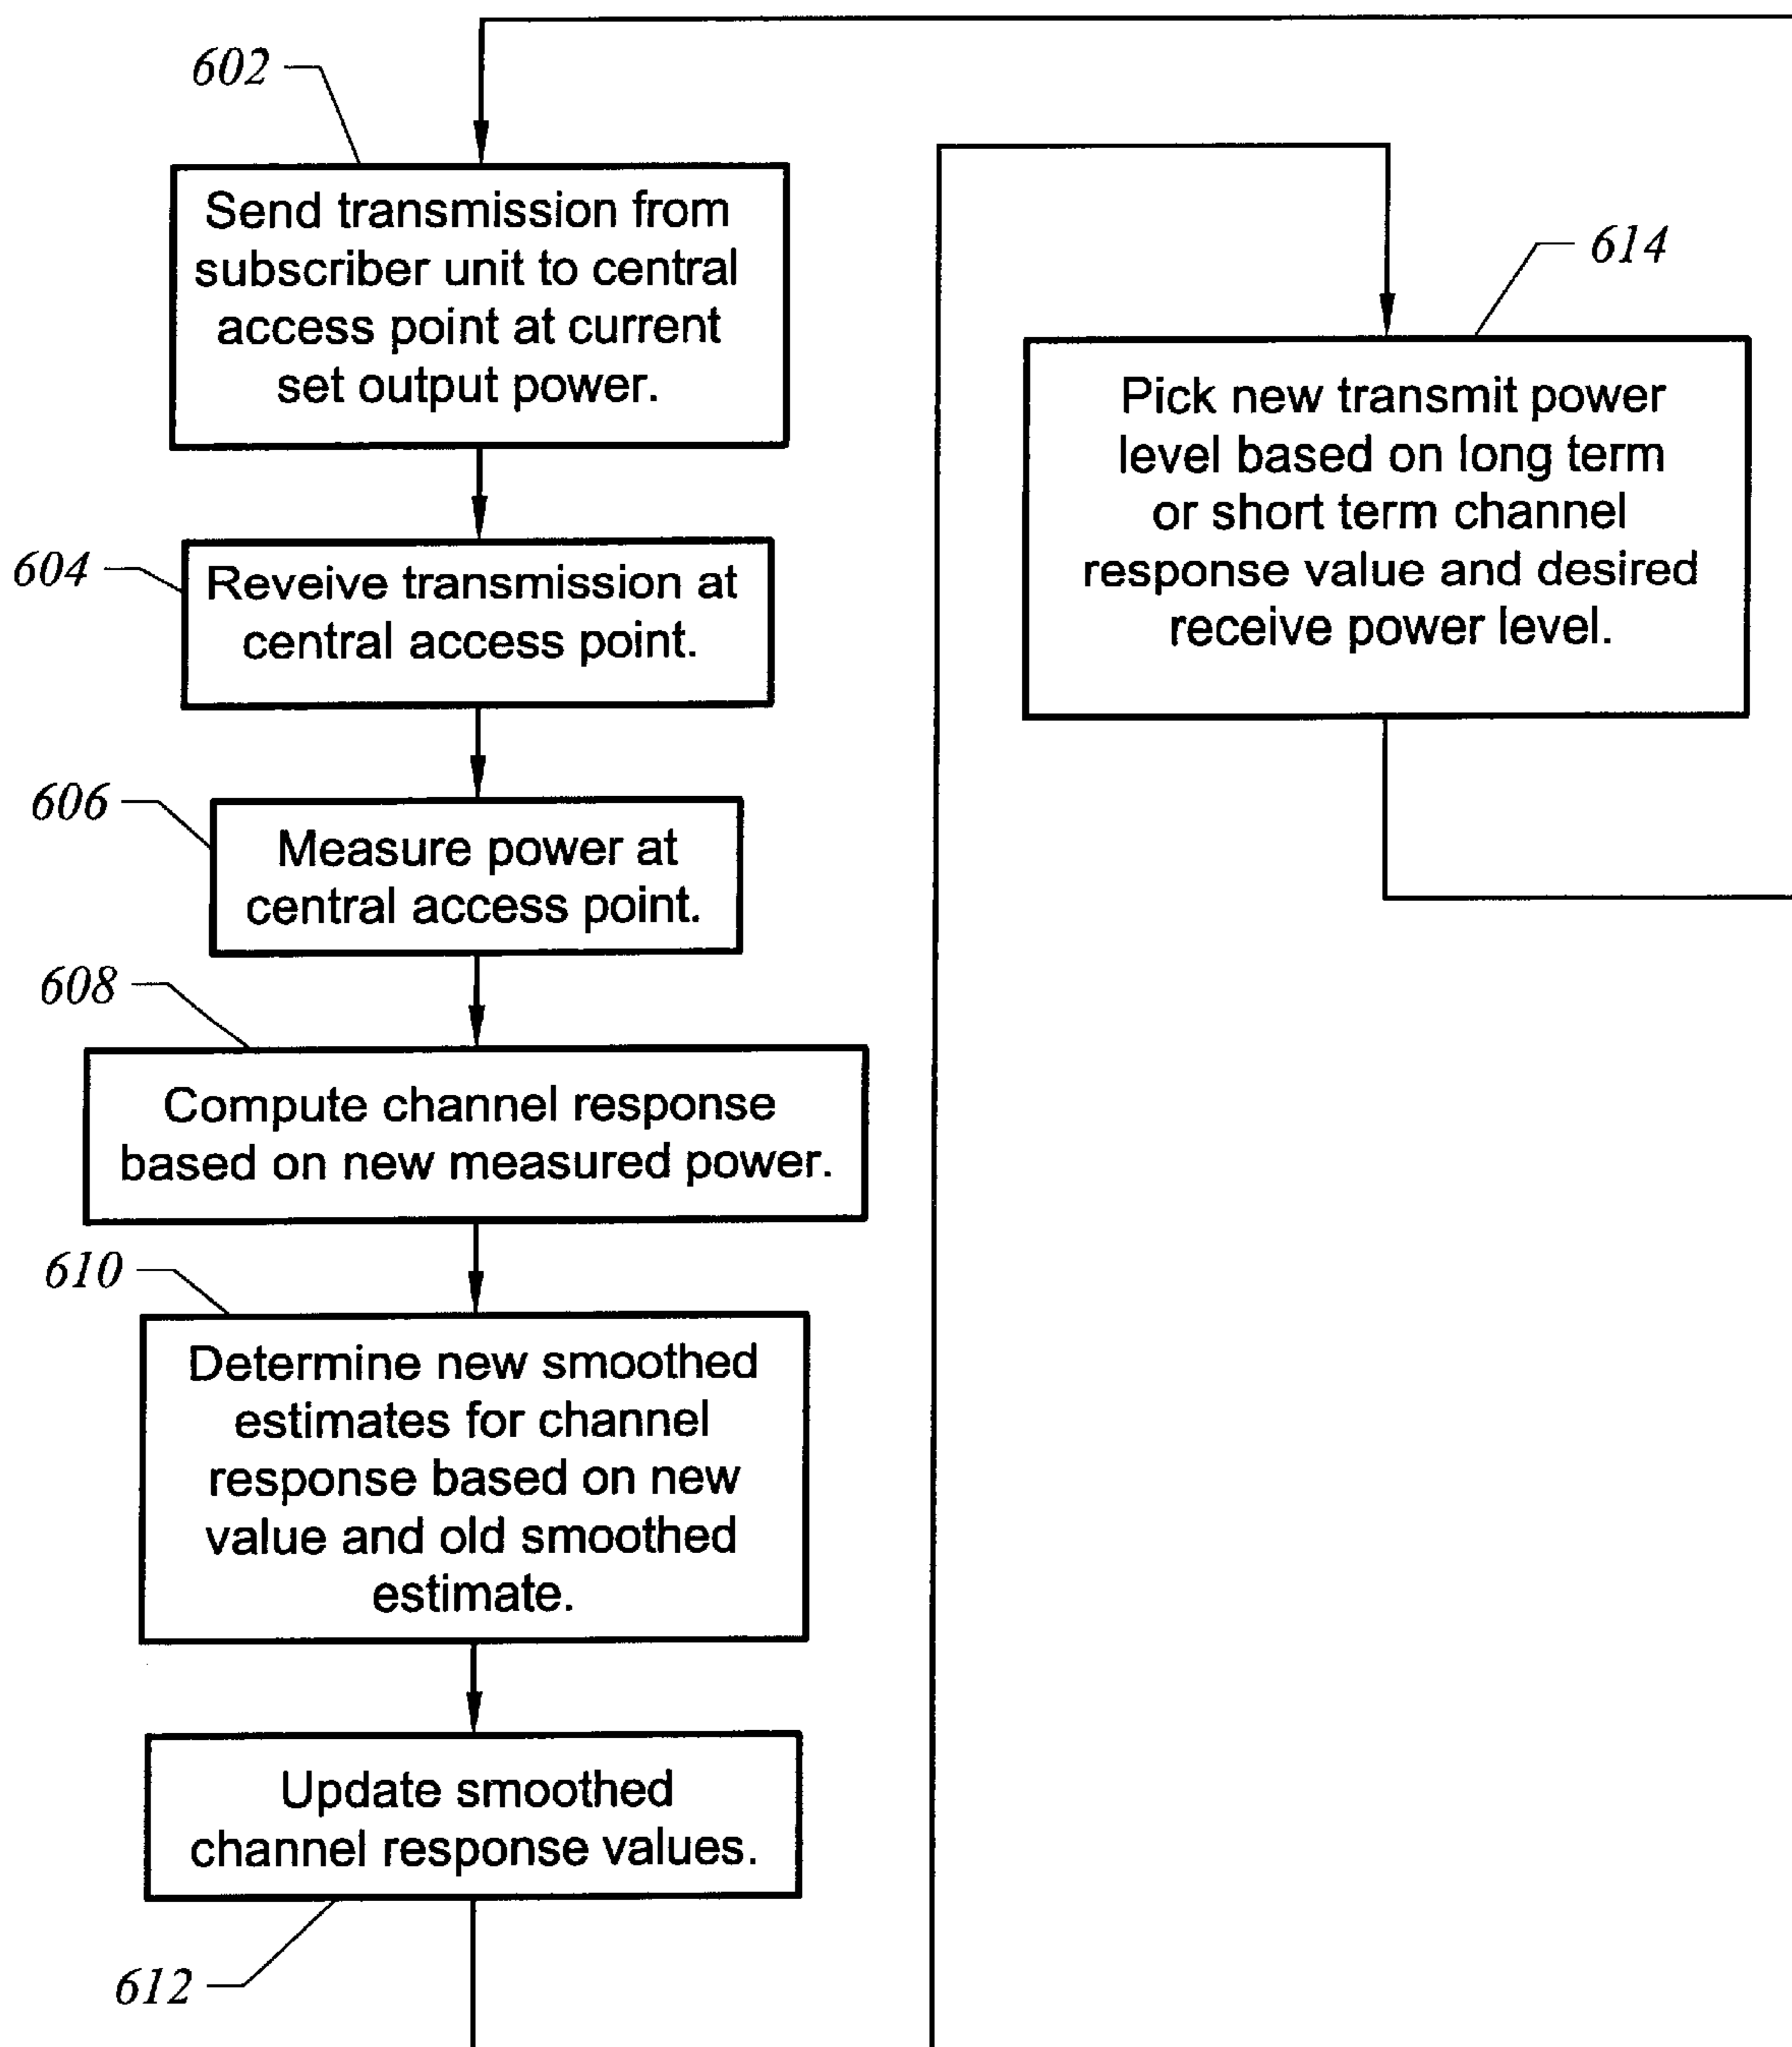 602
Send transmission from
subscriber unit to central
access point at current
set output power.
604
Reveive transmission at
central access point.
606
Measure power at
central access point.
608
Compute channel response
based on new measured power.
610
Determine new smoothed
estimates for channel
response based on new
value and old smoothed
estimate.
Update smoothed
channel response values.
612
614
Pick new transmit power
level based on long term
or short term channel
response value and desired
receive power level.